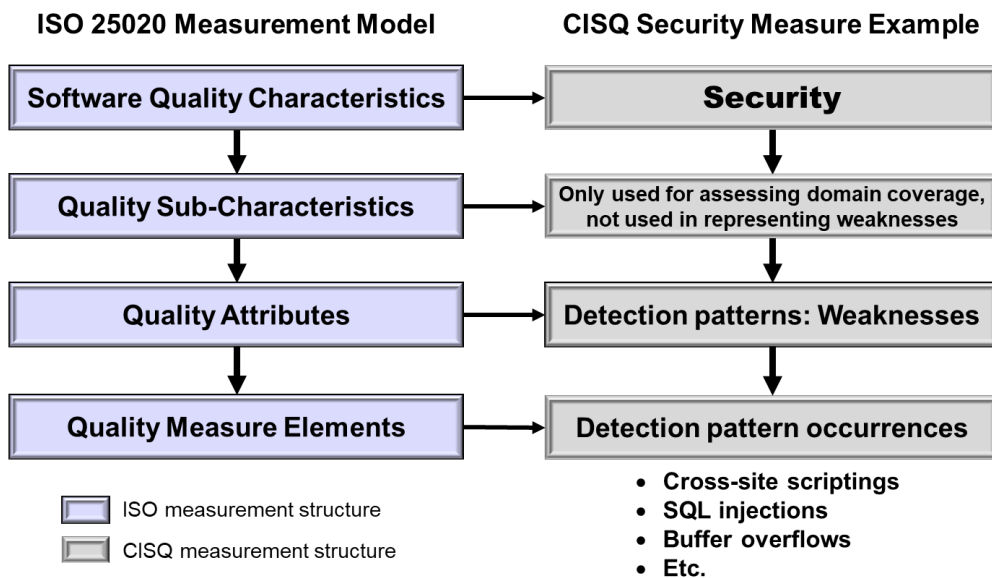 ISO 25020 Measurement Model
CISQ Security Measure Example
Software Quality Characteristics
Security
Quality Sub-Characteristics
Only used for assessing domain coverage,
not used in representing weaknesses
Quality Attributes
Detection patterns: Weaknesses
Quality Measure Elements
Detection pattern occurrences
• Cross-site scriptings
• SQL injections
• Buffer overflows
• Etc.
ISO measurement structure
CISQ measurement structure